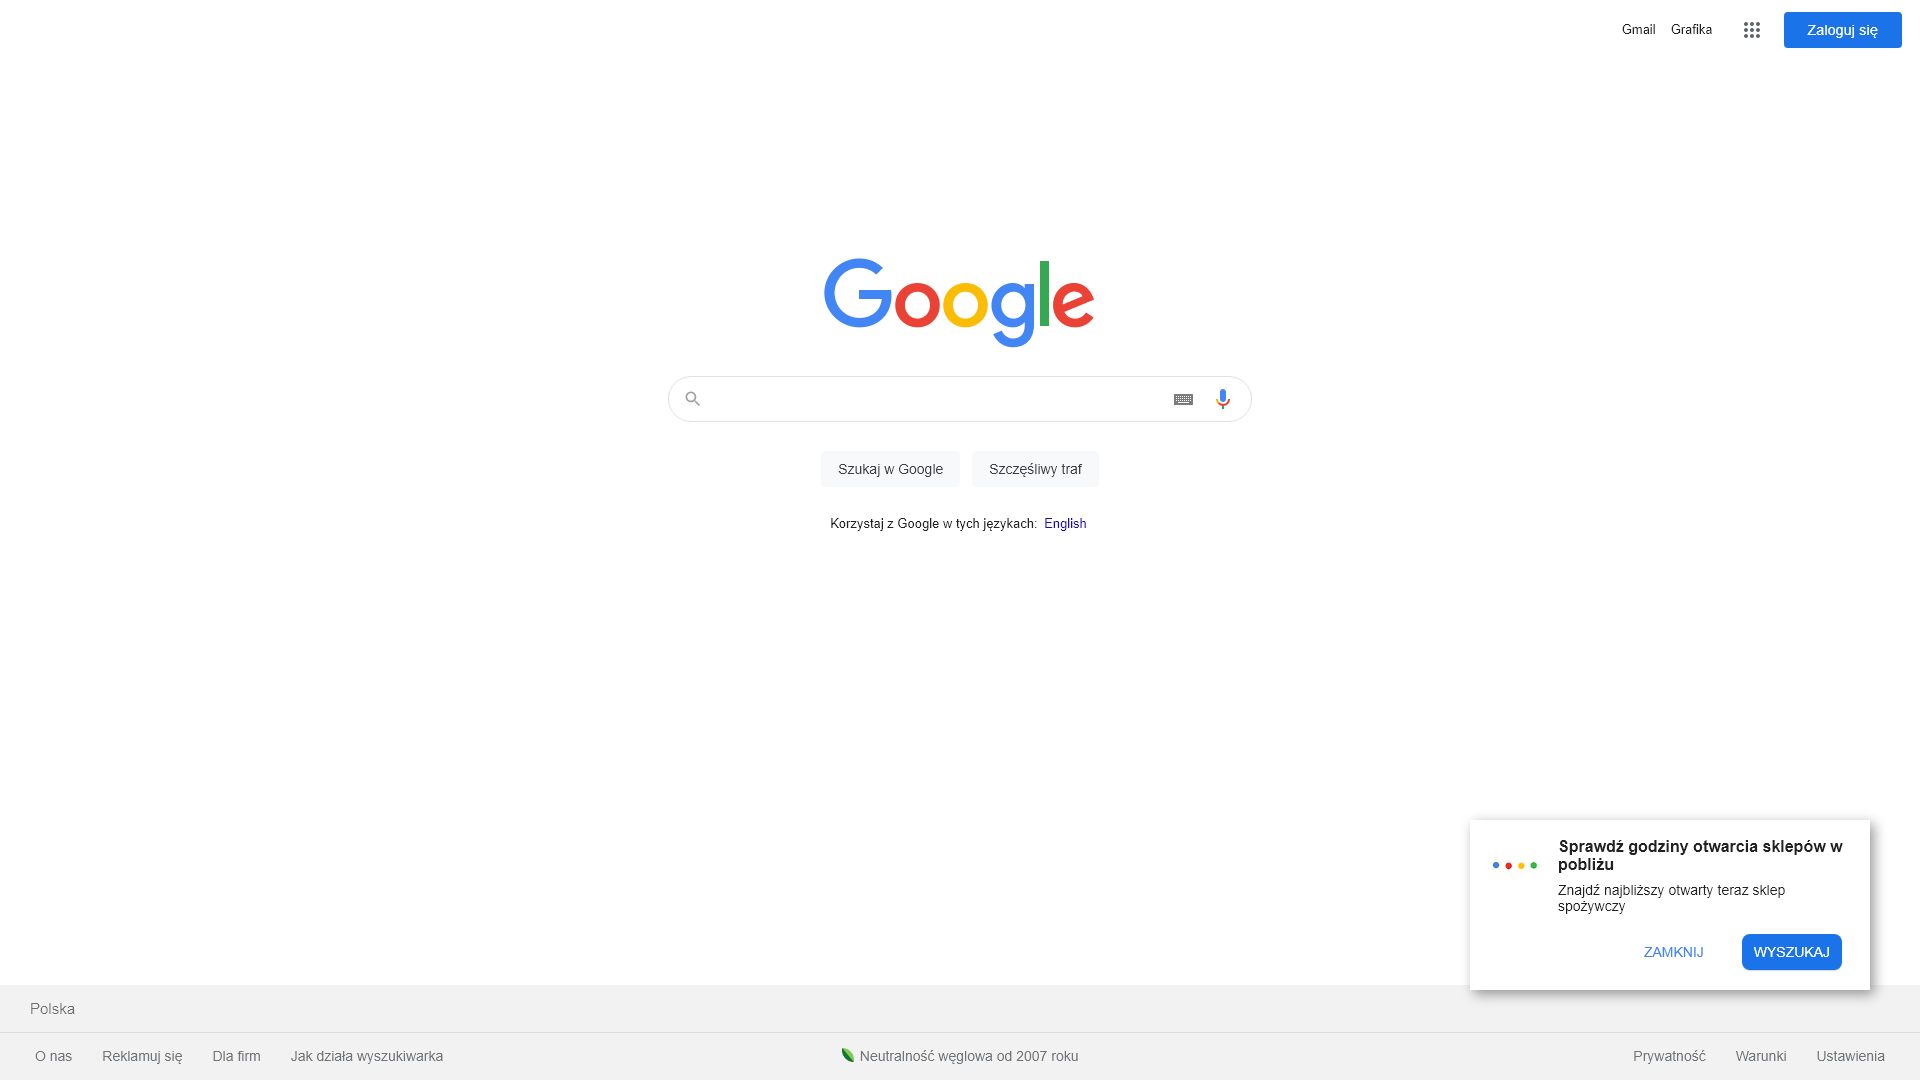 Gmail Grafika Zaloguj się
Google
Szukaj w Google Szczęśliwy traf
Korzystaj z Google w tych językach: English
Sprawdź godziny otwarcia sklepów w
pobliżu
Znajdź najbliższy otwarty teraz sklep
spożywczy
ZAMKNIJ WYSZUKAJ
Polska
O nas Reklamuj się Dla firm Jak działa wyszukiwarka Neutralność węglowa od 2007 roku Prywatność Warunki Ustawienia